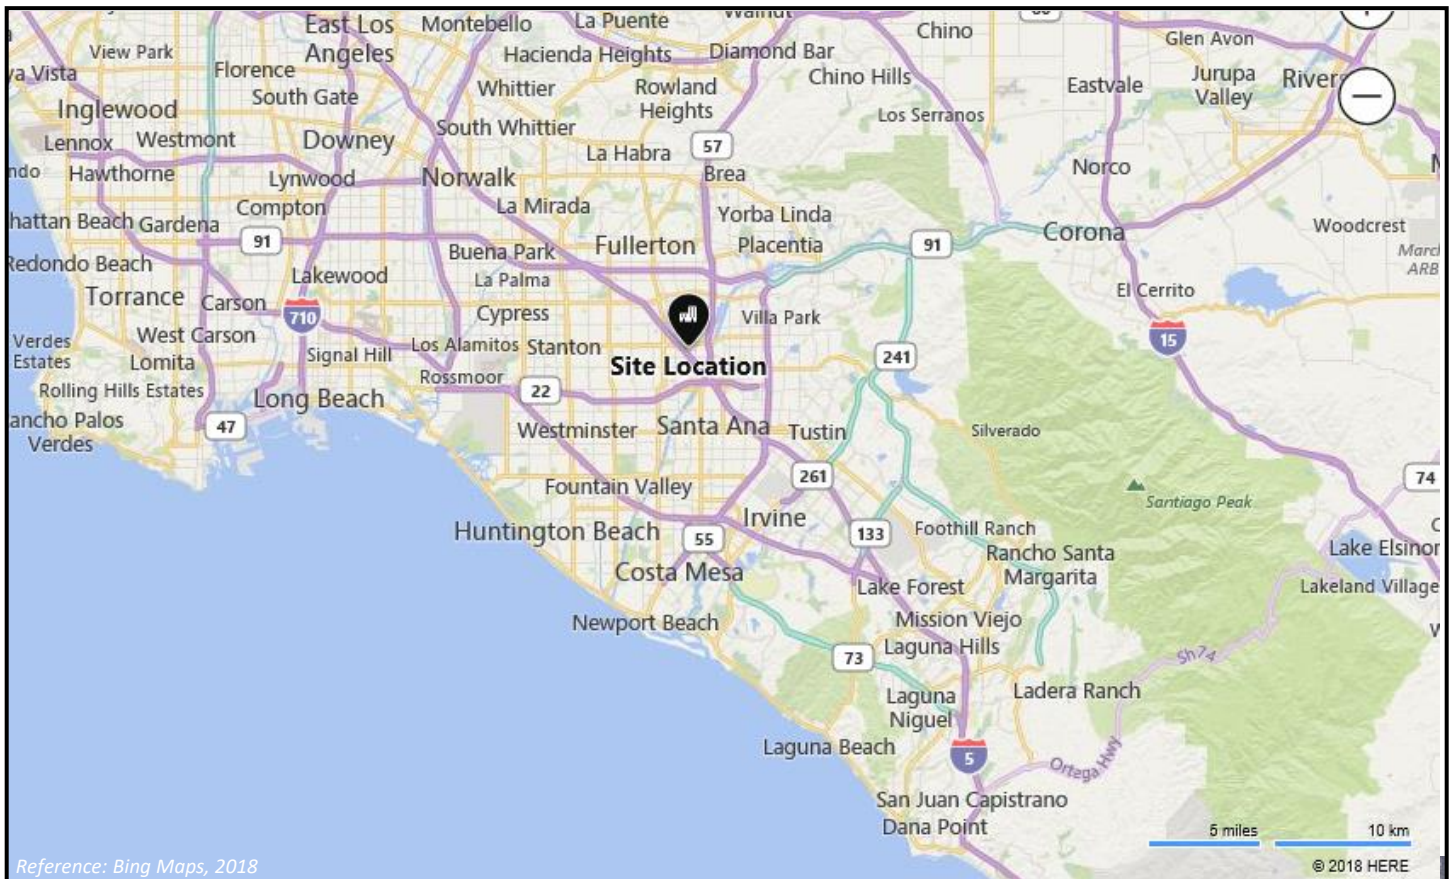 East Los
Angeles
Montebello
La Puente
Walnut
Chino
Glen Avon
View Park
Hacienda Heights
Diamond Bar
Florence
Chino Hills
Jurupa
Valley
Eastvale
Whittier
Rowland
Heights
South Gate
Inglewood
Los Serranos
Lennox
Westmont
Downey
South Whittier
57
La Habra
Hawthorne
Lynwood
Norwalk
Brea
Norco
Compton
La Mirada
Yorba Linda
Gardena
Woodcrest
91
Buena Park
Fullerton
Placentia
91
Corona
ARB
Redondo Beach
Lakewood
La Palma
El Cerrito
Torrance
Carson
710
Cypress
Villa Park
15
West Carson
Signal Hill
Los Alamitos
Stanton
Verdes
Estates
Lomita
241
Site Location
Rossmoor
Rolling Hills Estates
Long Beach
22
47
Palos
Verdes
Westminster
Santa Ana
Tustin
Silverado
261
74
Fountain Valley
Santiago Peak
Huntington Beach
Irvine
55
133
Foothill Ranch
Rancho Santa
Margarita
Lake
Costa Mesa
Lake Forest
Lakeland Village
Newport Beach
Mission Viejo
Laguna Hills
73
Sh74
Laguna
Niguel
Ladera Ranch
Laguna Beach
5
Ortega Hwy
San Juan Capistrano
Dana Point
5 miles
10 km
Reference: Bing Maps, 2018
© 2018 HERE